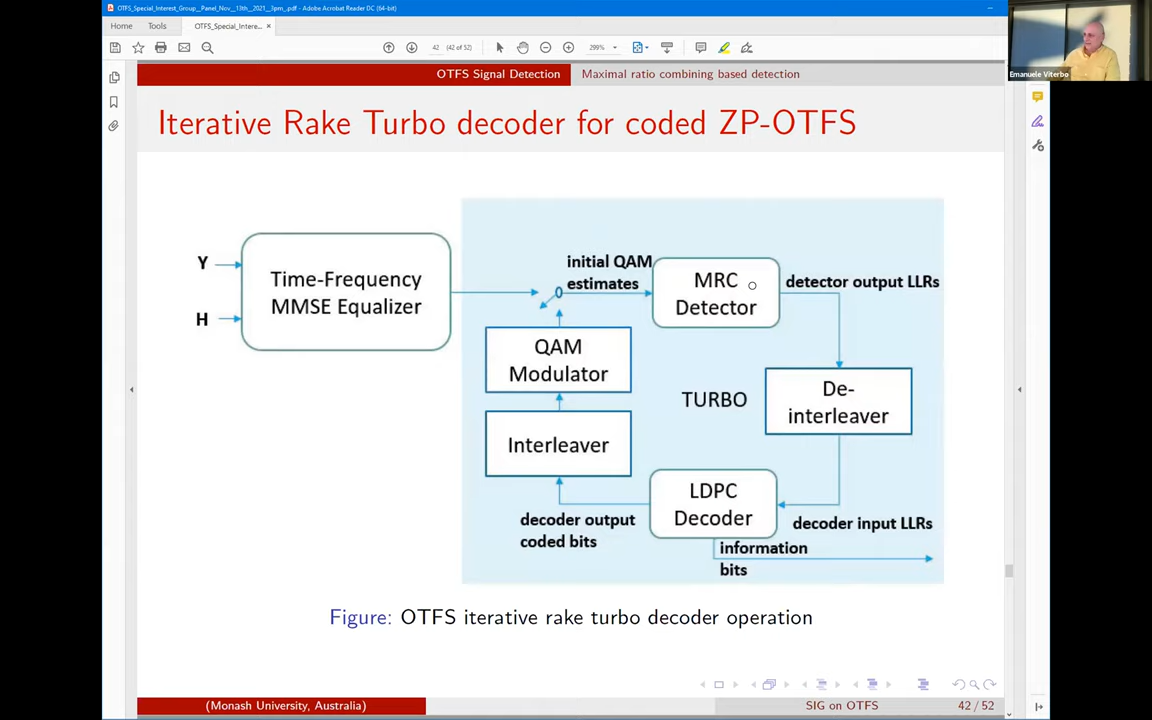 OTFS_Special_Interest_Group_Panel_Nov__13th__2021__3pm_.pdf - Adobe Acrobat Reader DC (64-bit)
Home Tools OTFS_Special_Intere... ×
42 (42 of 52) 299%
Emanuele Viterbo
OTFS Signal Detection Maximal ratio combining based detection
Iterative Rake Turbo decoder for coded ZP-OTFS
Y
H
Time-Frequency
MMSE Equalizer
initial QAM
estimates
MRC
Detector
detector output LLRs
QAM
Modulator
TURBO
De-
interleaver
Interleaver
LDPC
Decoder
decoder output
coded bits
decoder input LLRs
information
bits
Figure: OTFS iterative rake turbo decoder operation
(Monash University, Australia) SIG on OTFS 42 / 52